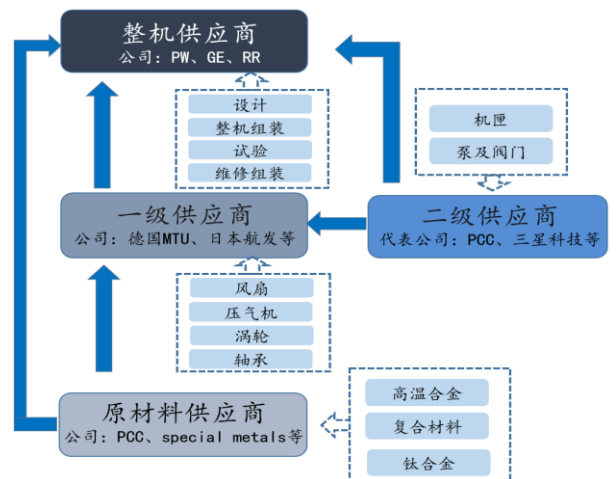 整机供应商
公司：PW、GE、RR
设计
整机组装
试验
维修组装
机匣
泵及阀门
一级供应商
公司：德国MTU、日本航发等
二级供应商
代表公司：PCC、三星科技等
风扇
压气机
涡轮
轴承
原材料供应商
公司：PCC、special metals等
高温合金
复合材料
钛合金